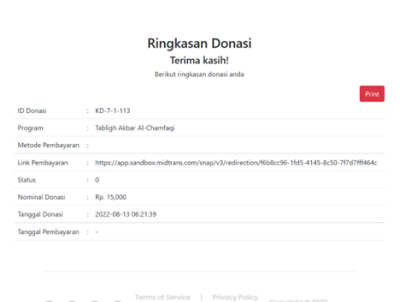 Ringkasan Donasi
Terima kasih!
Berikut ringkasan donasi anda
Print
ID Donasi : KD-7-1-113
Program : Tabligh Akbar Al-Chamfaqi
Metode Pembayaran :
Link Pembayaran : https://app.sandbox.midtrans.com/snap/v3/redirection/f6b8cc96-1fd5-4145-8c50-7f7d7fff464c
Status : 0
Nominal Donasi : Rp. 15,000
Tanggal Donasi : 2022-08-13 06:21:39
Tanggal Pembayaran : -
Terms of Service | Privacy Policy